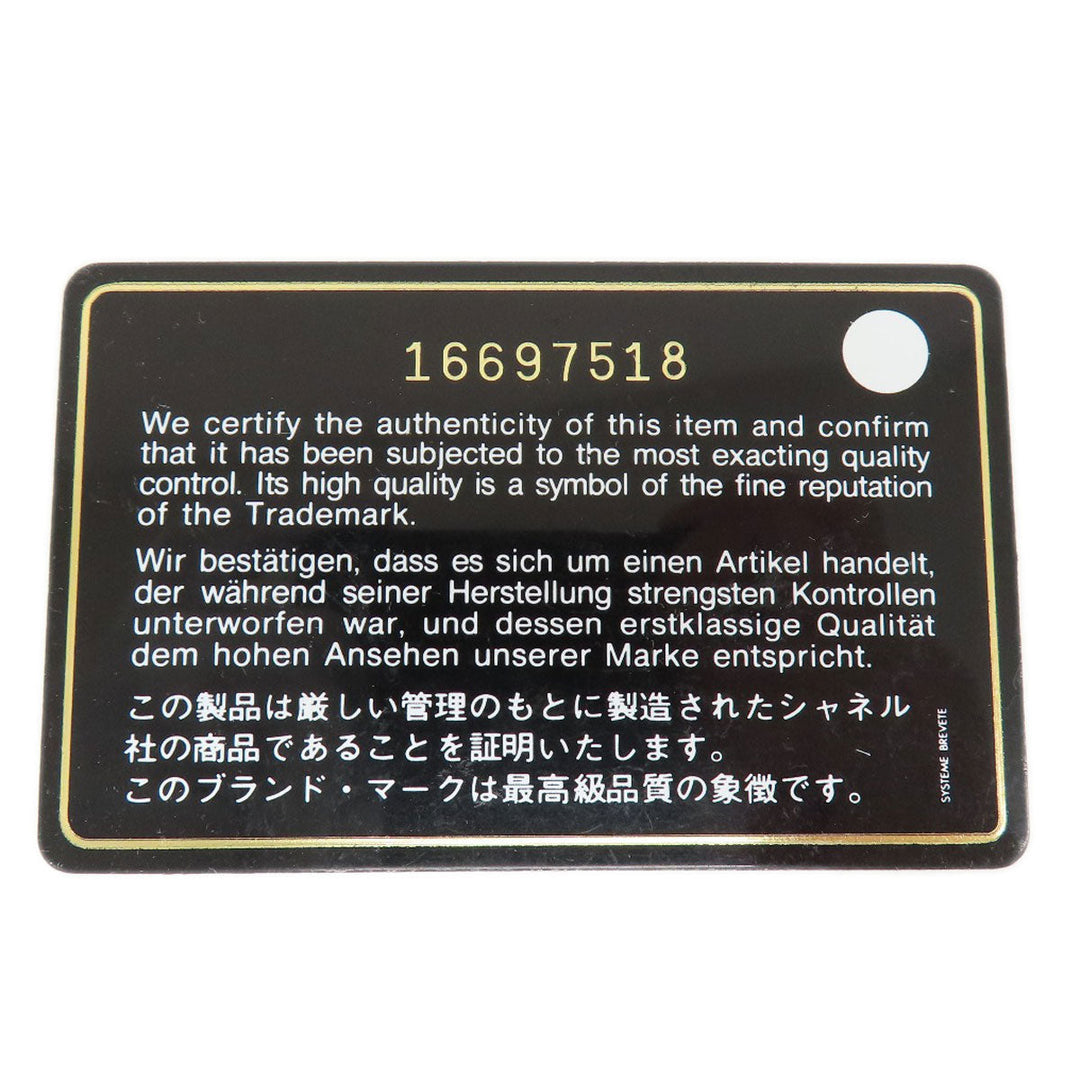 16697518
We certify the authenticity of this item and confirm
that it has been subjected to the most exacting quality
control. Its high quality is a symbol of the fine reputation
of the Trademark.
Wir bestätigen, dass es sich um einen Artikel handelt,
der während seiner Herstellung strengsten Kontrollen
unterworfen war, und dessen erstklassige Qualität
dem hohen Ansehen unserer Marke entspricht.
この製品は厳しい管理のもとに製造されたシャネル
社の商品であることを証明いたします。
このブランド・マークは最高級品質の象徴です。
SYSTEME BREVETE